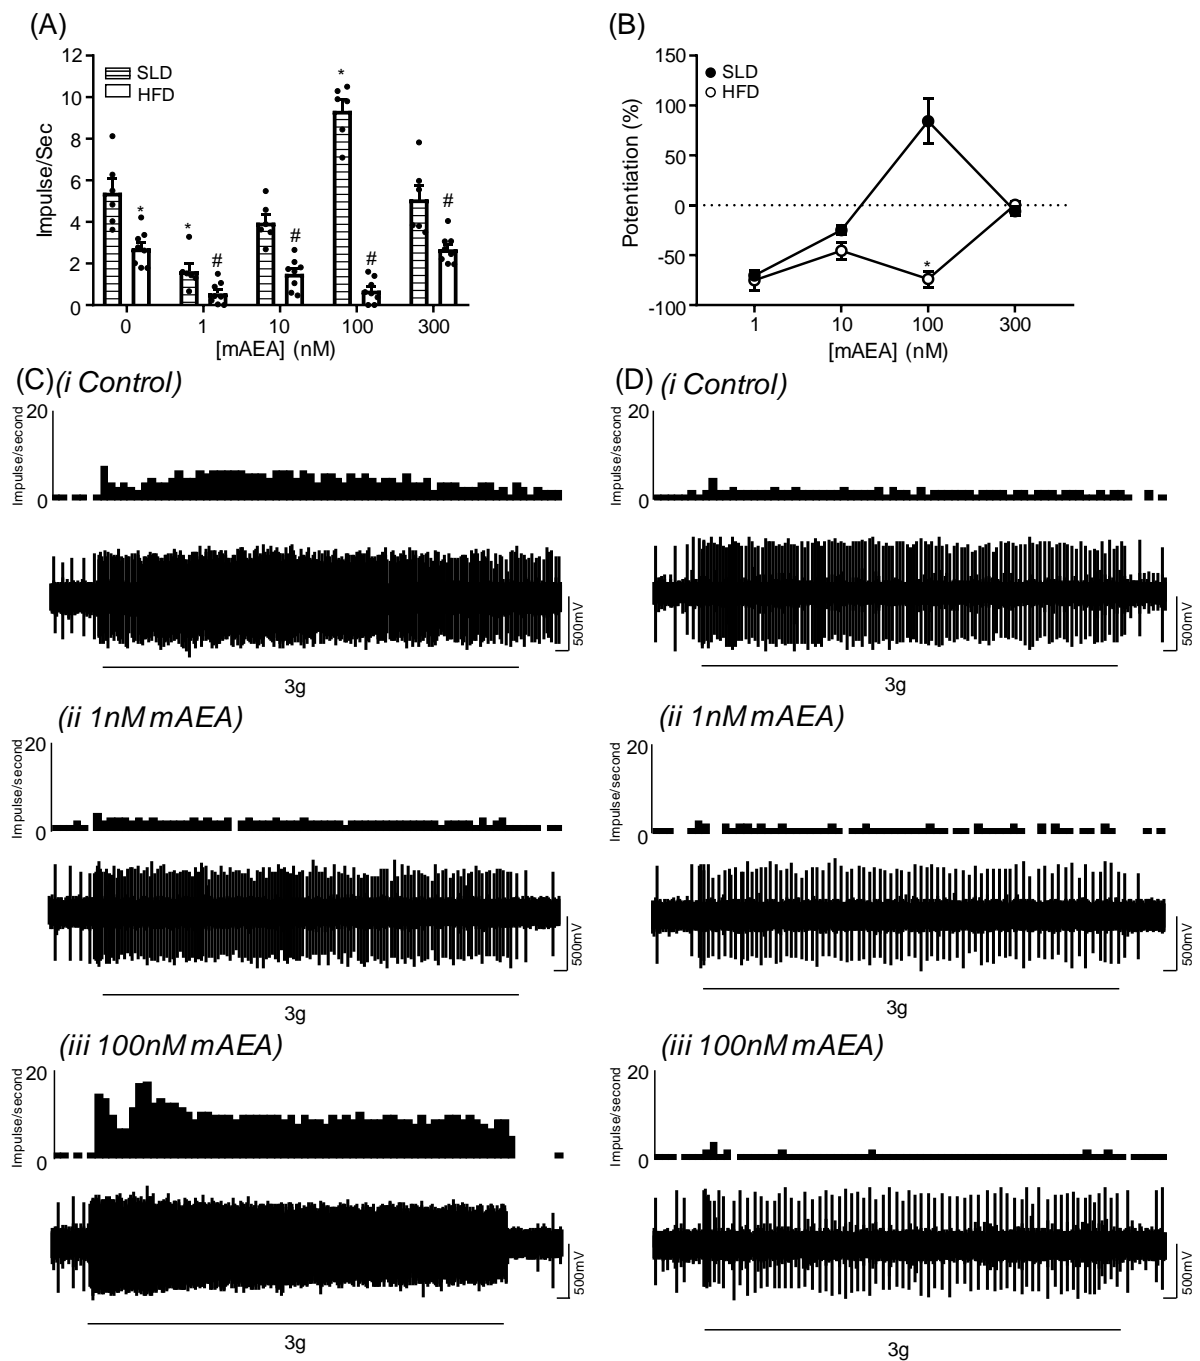 (A)
12
10
8
6
4
2
0
Impulse/Sec
SLD
HFD
*
*
#
#
*
#
#
0 1 10 100 300
[mAEA] (nM)
(B)
150
100
50
0
-50
-100
Potentiation (%)
SLD
HFD
*
1 10 100 300
[mAEA] (nM)
(C) (i Control)
Impulse/second
20
0
500mV
3g
(ii 1nM mAEA)
Impulse/second
20
0
500mV
3g
(iii 100nM mAEA)
Impulse/second
20
0
500mV
3g
(D) (i Control)
Impulse/second
20
0
500mV
3g
(ii 1nM mAEA)
Impulse/second
20
0
500mV
3g
(iii 100nM mAEA)
Impulse/second
20
0
500mV
3g